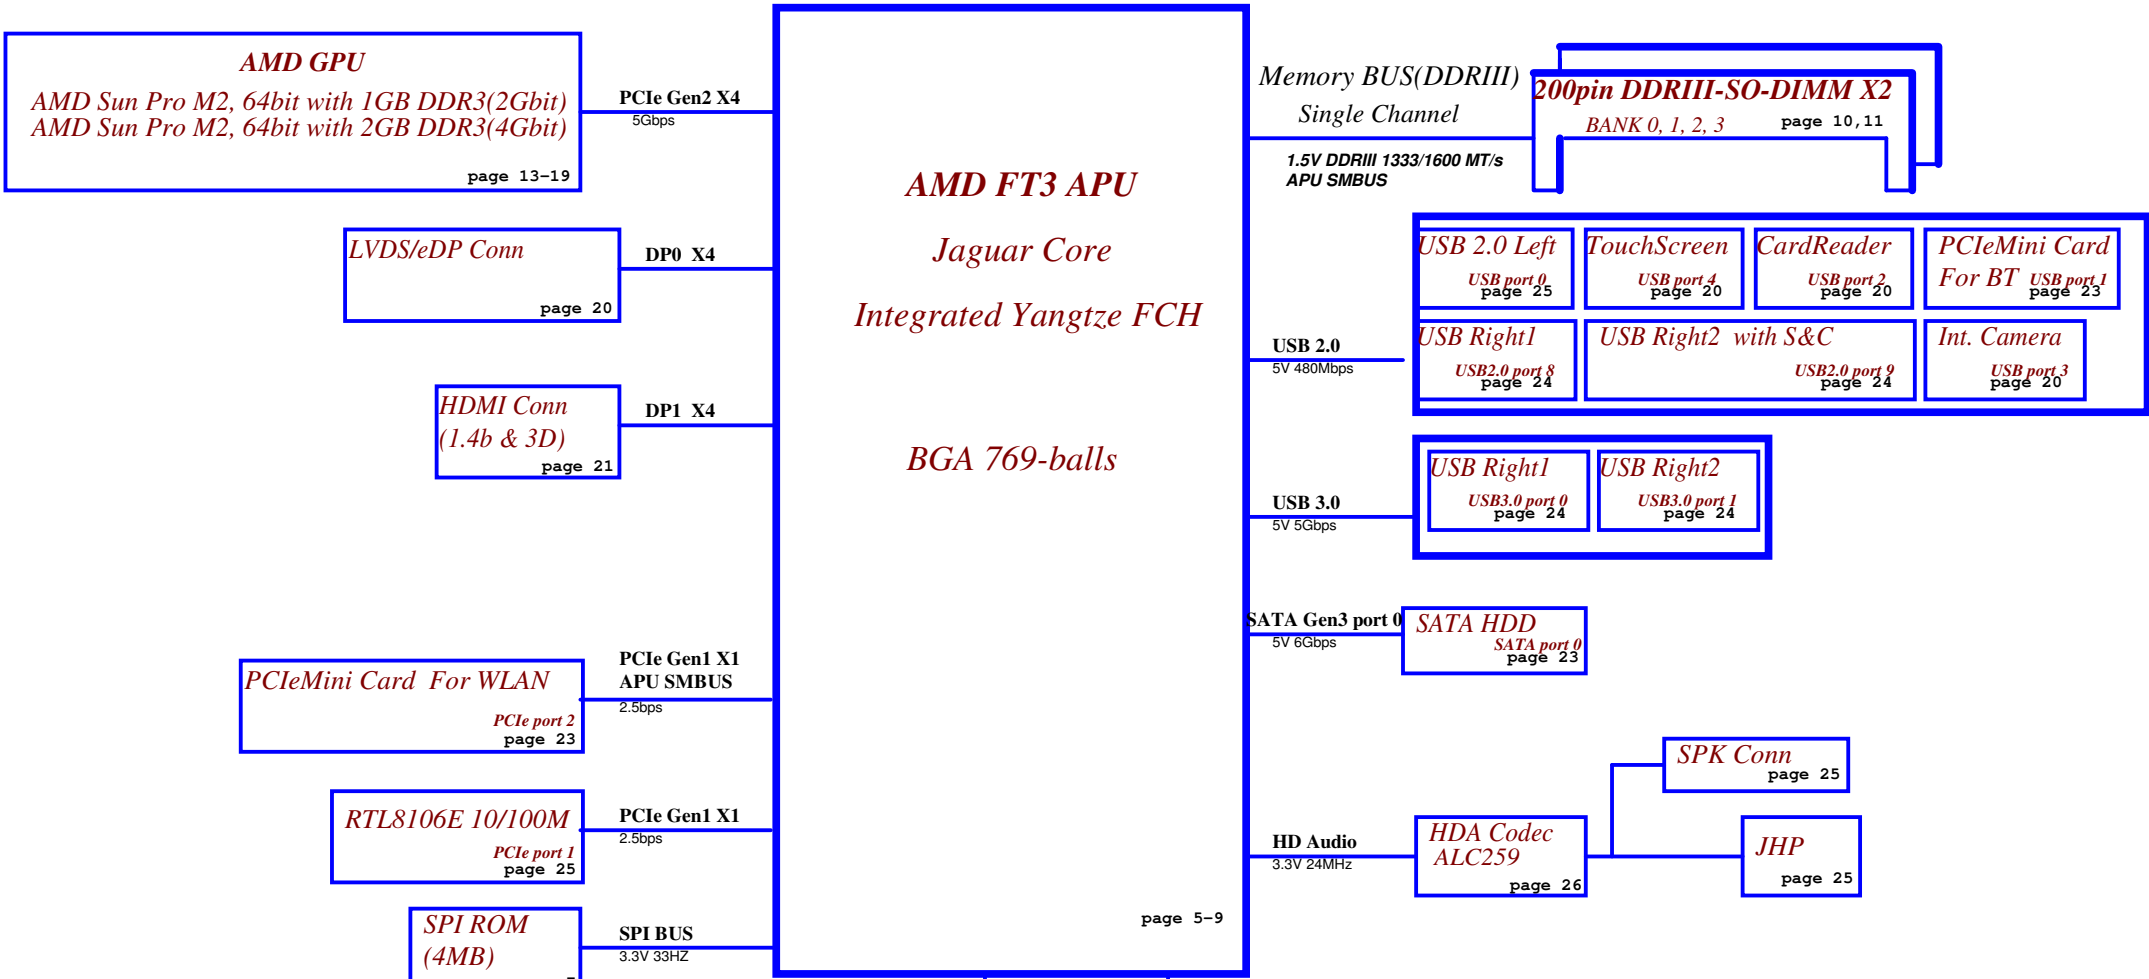 AMD GPU
AMD Sun Pro M2, 64bit with 1GB DDR3(2Gbit)
AMD Sun Pro M2, 64bit with 2GB DDR3(4Gbit)
page 13-19
PCIe Gen2 X4
5Gbps
LVDS/eDP Conn
page 20
DP0 X4
HDMI Conn
(1.4b & 3D)
page 21
DP1 X4
PCIeMini Card For WLAN
PCIe port 2
page 23
PCIe Gen1 X1
APU SMBUS
2.5bps
RTL8106E 10/100M
PCIe port 1
page 25
PCIe Gen1 X1
2.5bps
SPI ROM
(4MB)
SPI BUS
3.3V 33HZ
AMD FT3 APU
Jaguar Core
Integrated Yangtze FCH
BGA 769-balls
page 5-9
Memory BUS(DDRIII)
Single Channel
1.5V DDRIII 1333/1600 MT/s
APU SMBUS
200pin DDRIII-SO-DIMM X2
BANK 0, 1, 2, 3
page 10,11
USB 2.0
5V 480Mbps
USB 2.0 Left
USB port 0
page 25
TouchScreen
USB port 4
page 20
CardReader
USB port 2
page 20
PCIeMini Card
For BT USB port 1
page 23
USB Right1
USB2.0 port 8
page 24
USB Right2 with S&C
USB2.0 port 9
page 24
Int. Camera
USB port 3
page 20
USB 3.0
5V 5Gbps
USB Right1
USB3.0 port 0
page 24
USB Right2
USB3.0 port 1
page 24
SATA Gen3 port 0
5V 6Gbps
SATA HDD
SATA port 0
page 23
HD Audio
3.3V 24MHz
HDA Codec
ALC259
page 26
SPK Conn
page 25
JHP
page 25